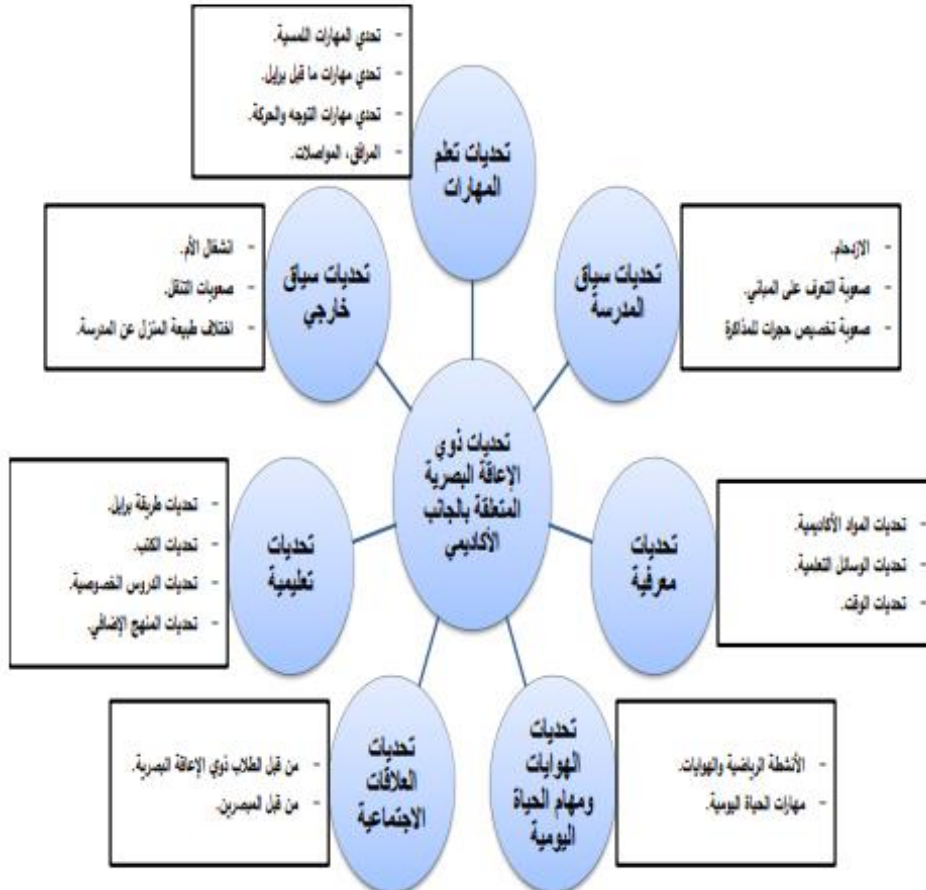 - تحدي المهارات اللمسية.
- تحدي مهارات ما قبل برايل.
- تحدي مهارات التوجه والحركة.
- المرافق، المواصلات.
تحديات تعلم
المهارات
تحديات سياق
المدرسة
- الازدحام.
- صعوبة التعرف على المباني.
- صعوبة تخصيص حجرات للمذاكرة
تحديات سياق
خارجي
- انشغال الأم.
- صعوبات التنقل.
- اختلاف طبيعة المنزل عن المدرسة.
تحديات ذوي
الإعاقة البصرية
المتعلقة بالجانب
الأكاديمي
تحديات
معرفية
- تحديات المواد الأكاديمية.
- تحديات الوسائل التعلمية.
- تحديات الوقت.
تحديات
تعليمية
- تحديات طريقة برايل.
- تحديات الكتب.
- تحديات الدروس الخصوصية.
- تحديات المنهج الإضافي.
تحديات
الهوايات
ومهام الحياة
اليومية
- الأنشطة الرياضية والهوايات.
- مهارات الحياة اليومية.
تحديات
العلاقات
الاجتماعية
- من قبل الطلاب ذوي الإعاقة البصرية.
- من قبل المبصرين.